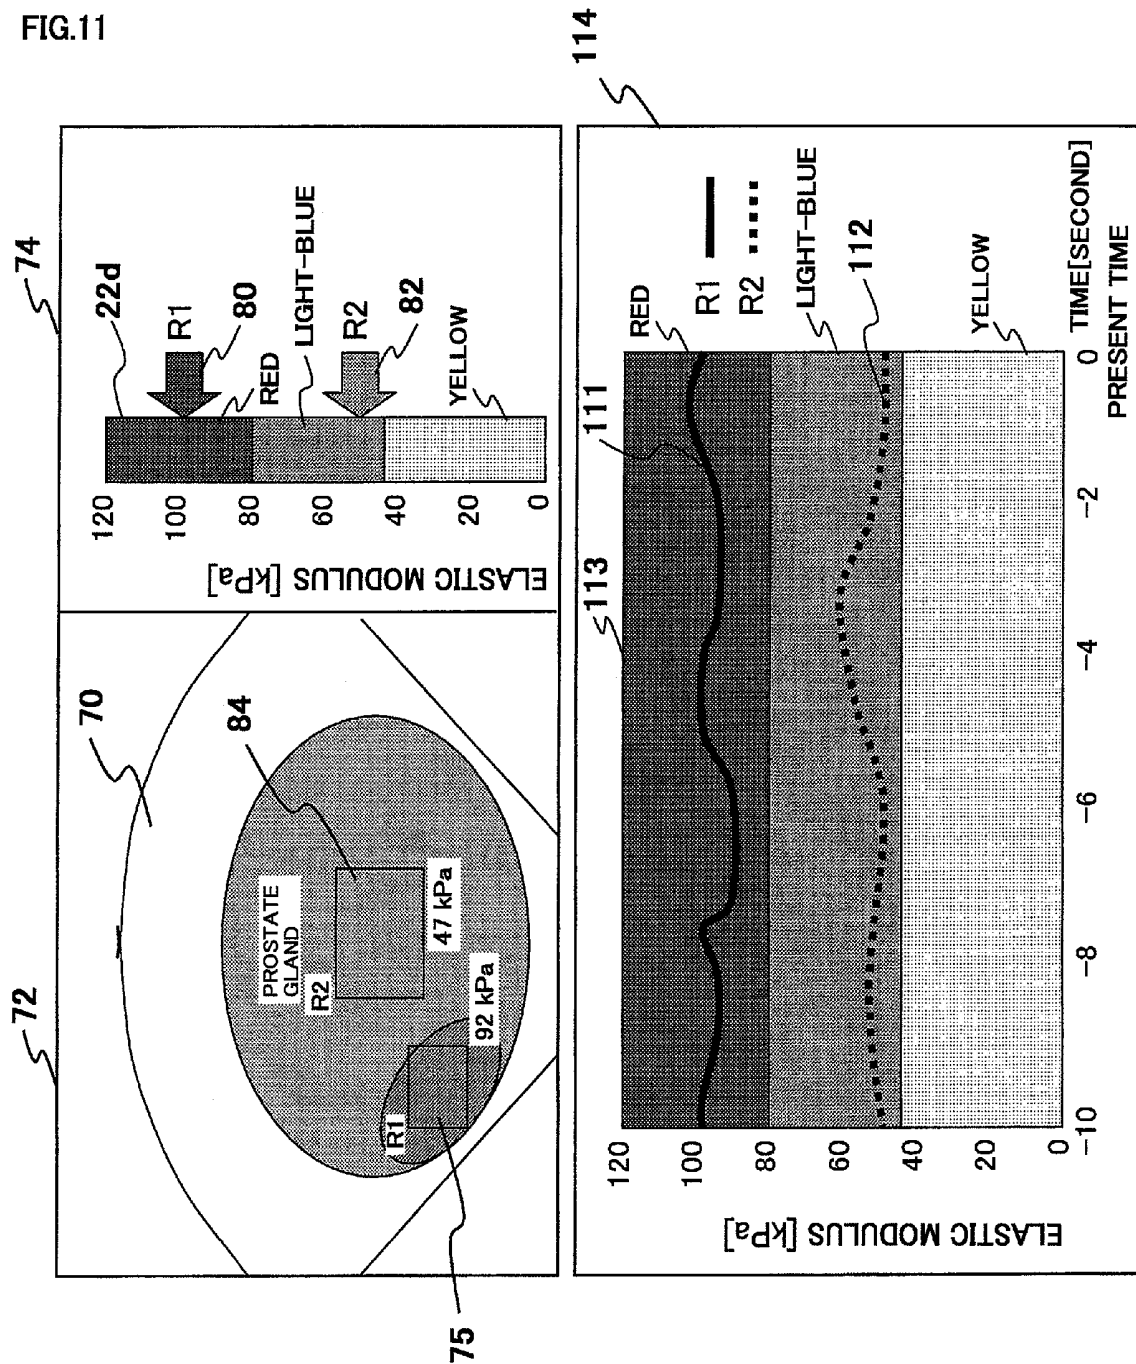 FIG.11
72
70
PROSTATE
GLAND
R2
84
47 kPa
R1
92 kPa
75
74
22d
R1
80
RED
LIGHT-BLUE
R2
82
YELLOW
120
100
80
60
40
20
0
ELASTIC MODULUS [kPa]
114
113
111
RED
R1
R2
LIGHT-BLUE
112
YELLOW
120
100
80
60
40
20
0
ELASTIC MODULUS [kPa]
-10
-8
-6
-4
-2
0
TIME[SECOND]
PRESENT TIME